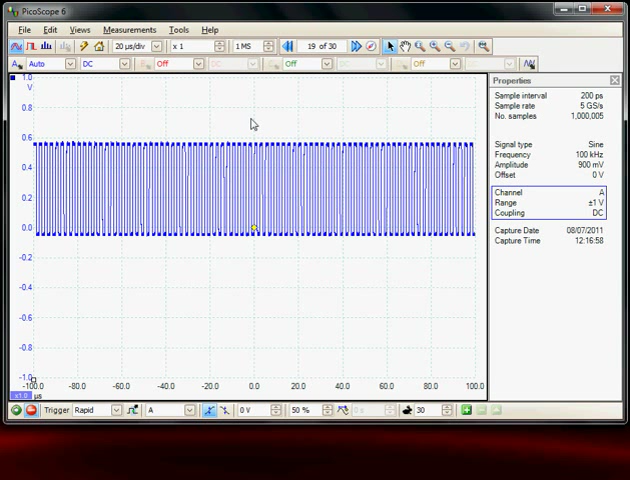 PicoScope 6
File Edit Views Measurements Tools Help
20 µs/div x 1 1 MS 19 of 30
A Auto DC Off Off Off
1.0
V
0.8
0.6
0.4
0.2
0.0
-0.2
-0.4
-0.6
-0.8
-1.0
-100.0 -80.0 -60.0 -40.0 -20.0 0.0 20.0 40.0 60.0 80.0 100.0
x1.0 µs
Properties
Sample interval 200 ps
Sample rate 5 GS/s
No. samples 1,000,005
Signal type Sine
Frequency 100 kHz
Amplitude 900 mV
Offset 0 V
Channel A
Range ±1 V
Coupling DC
Capture Date 08/07/2011
Capture Time 12:16:58
Trigger Rapid A 0 V 50 % 0 s 30